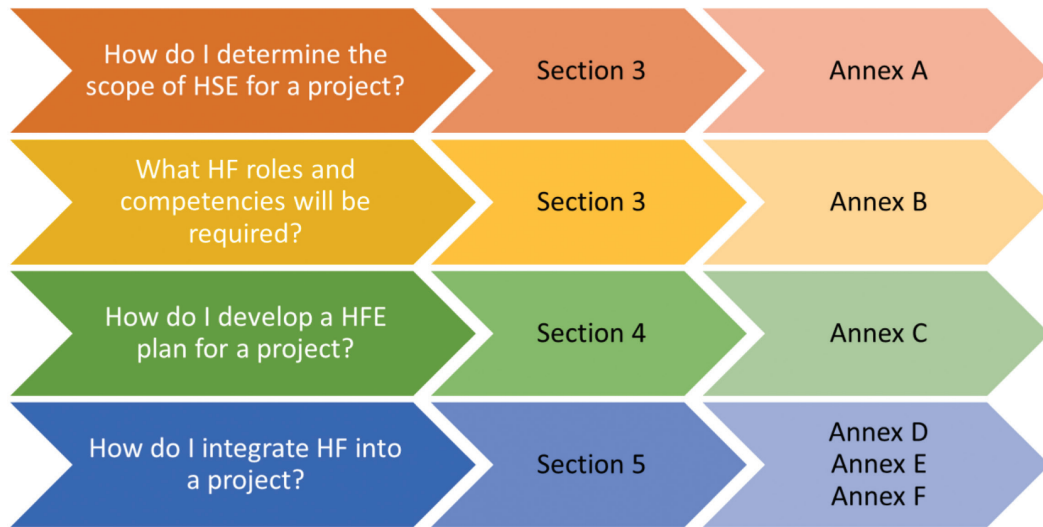 How do I determine the
scope of HSE for a project?
Section 3
Annex A
What HF roles and
competencies will be
required?
Section 3
Annex B
How do I develop a HFE
plan for a project?
Section 4
Annex C
How do I integrate HF into
a project?
Section 5
Annex D
Annex E
Annex F